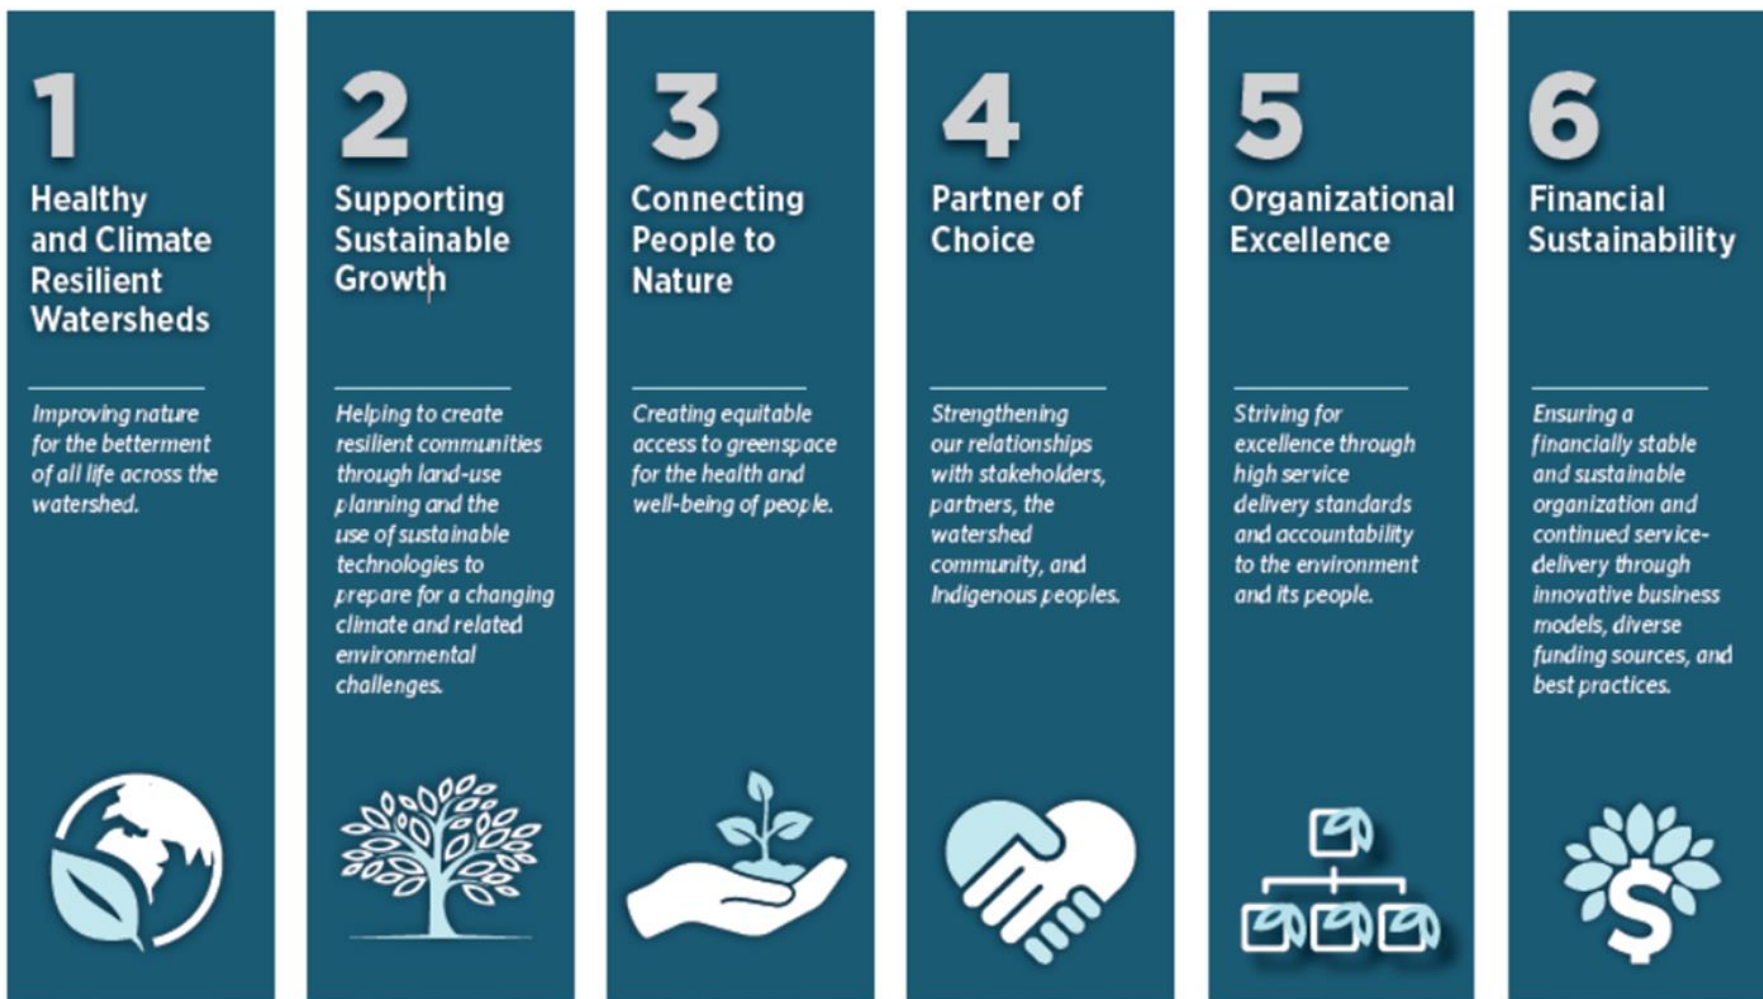 1
Healthy
and Climate
Resilient
Watersheds
Improving nature
for the betterment
of all life across the
watershed.
2
Supporting
Sustainable
Growth
Helping to create
resilient communities
through land-use
planning and the
use of sustainable
technologies to
prepare for a changing
climate and related
environmental
challenges.
3
Connecting
People to
Nature
Creating equitable
access to greenspace
for the health and
well-being of people.
4
Partner of
Choice
Strengthening
our relationships
with stakeholders,
partners, the
watershed
community, and
Indigenous peoples.
5
Organizational
Excellence
Striving for
excellence through
high service
delivery standards
and accountability
to the environment
and its people.
6
Financial
Sustainability
Ensuring a
financially stable
and sustainable
organization and
continued service-
delivery through
innovative business
models, diverse
funding sources, and
best practices.
$